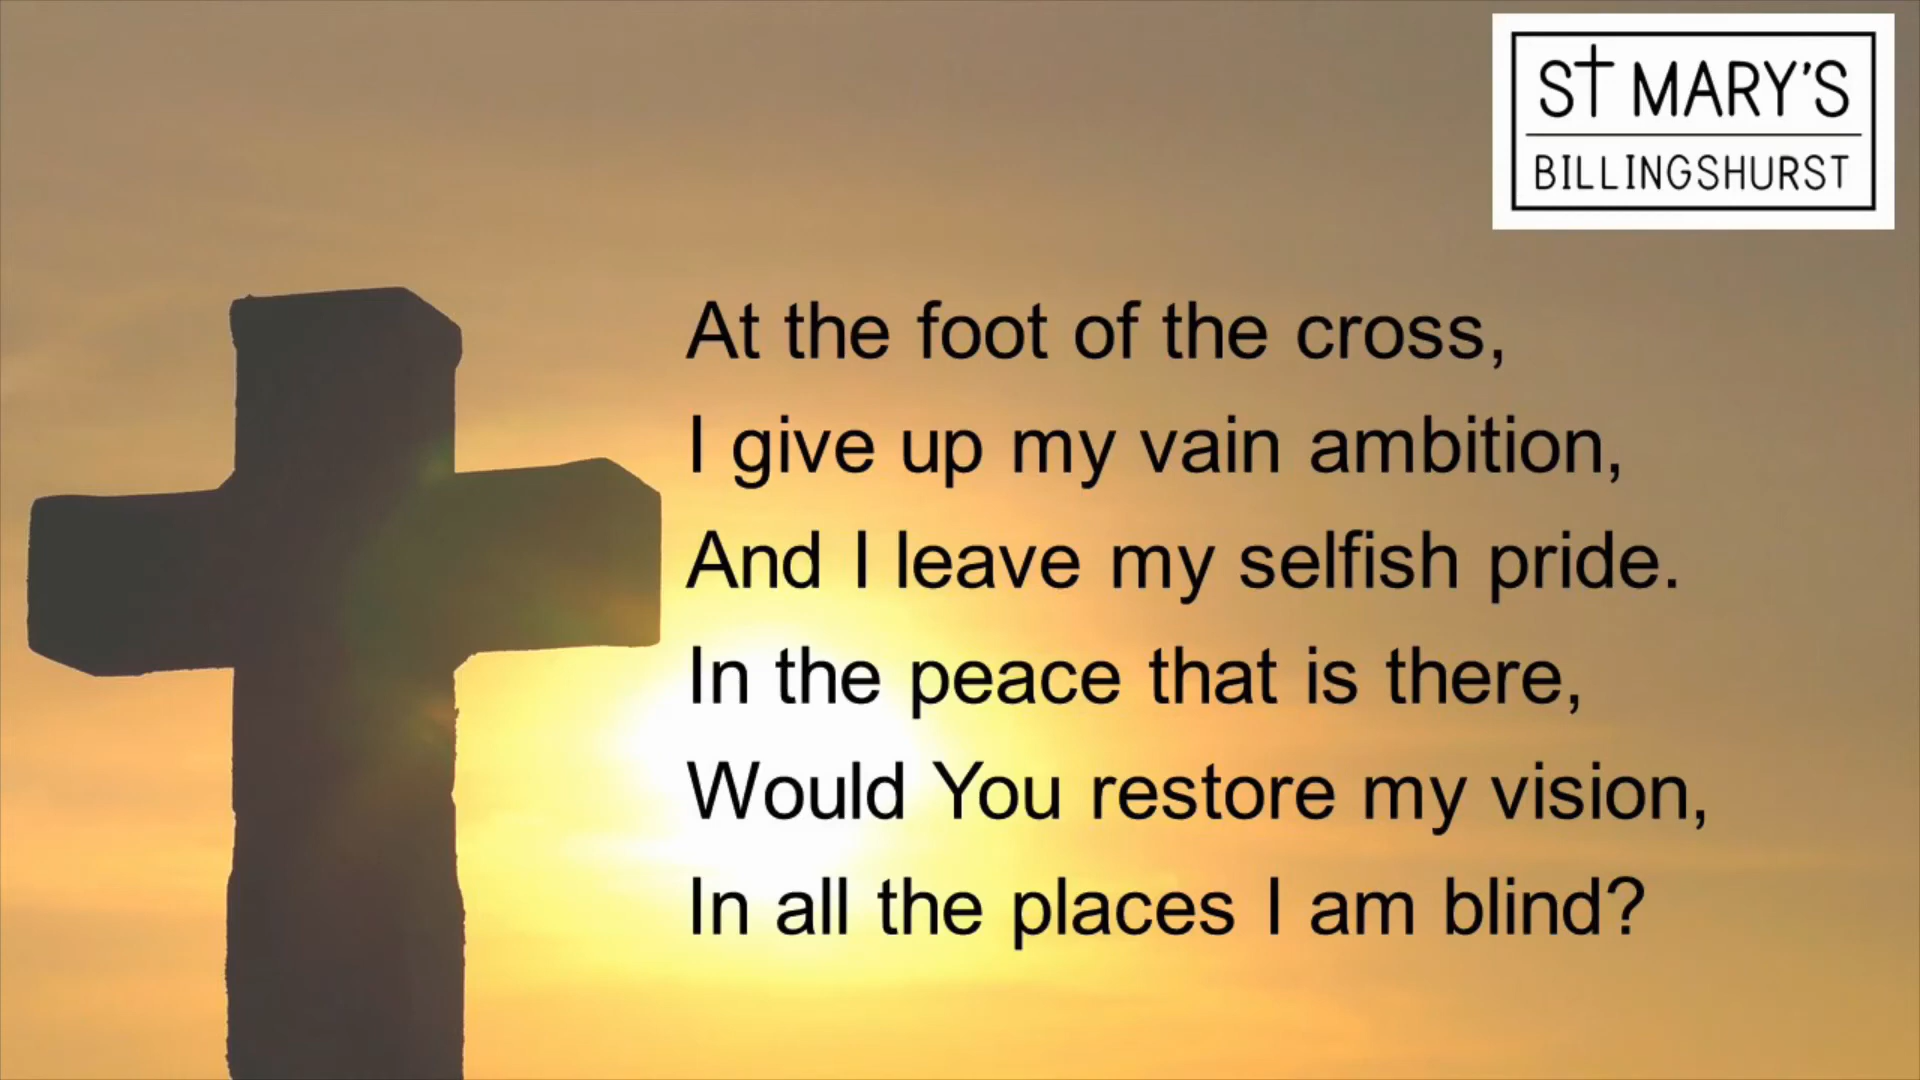 St MARY'S
BILLINGSHURST
At the foot of the cross,
I give up my vain ambition,
And I leave my selfish pride.
In the peace that is there,
Would You restore my vision,
In all the places I am blind?